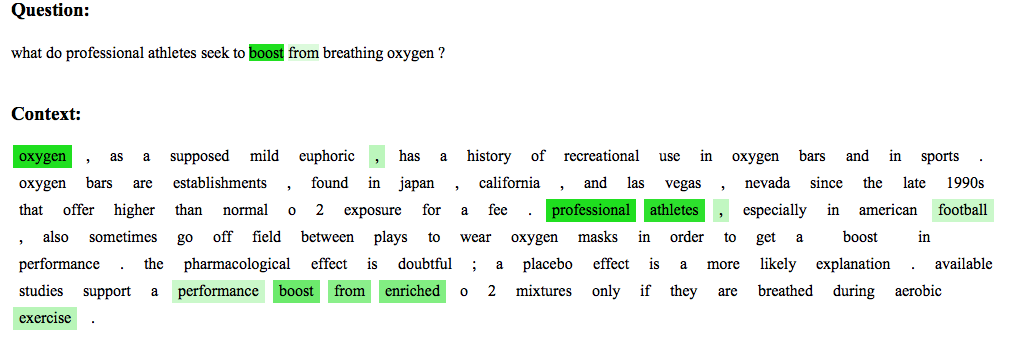 Question:
what do professional athletes seek to boost from breathing oxygen ?
Context:
oxygen , as a supposed mild euphoric , has a history of recreational use in oxygen bars and in sports .
oxygen bars are establishments , found in japan , california , and las vegas , nevada since the late 1990s
that offer higher than normal o 2 exposure for a fee . professional athletes , especially in american football
, also sometimes go off field between plays to wear oxygen masks in order to get a boost in
performance . the pharmacological effect is doubtful ; a placebo effect is a more likely explanation . available
studies support a performance boost from enriched o 2 mixtures only if they are breathed during aerobic
exercise .